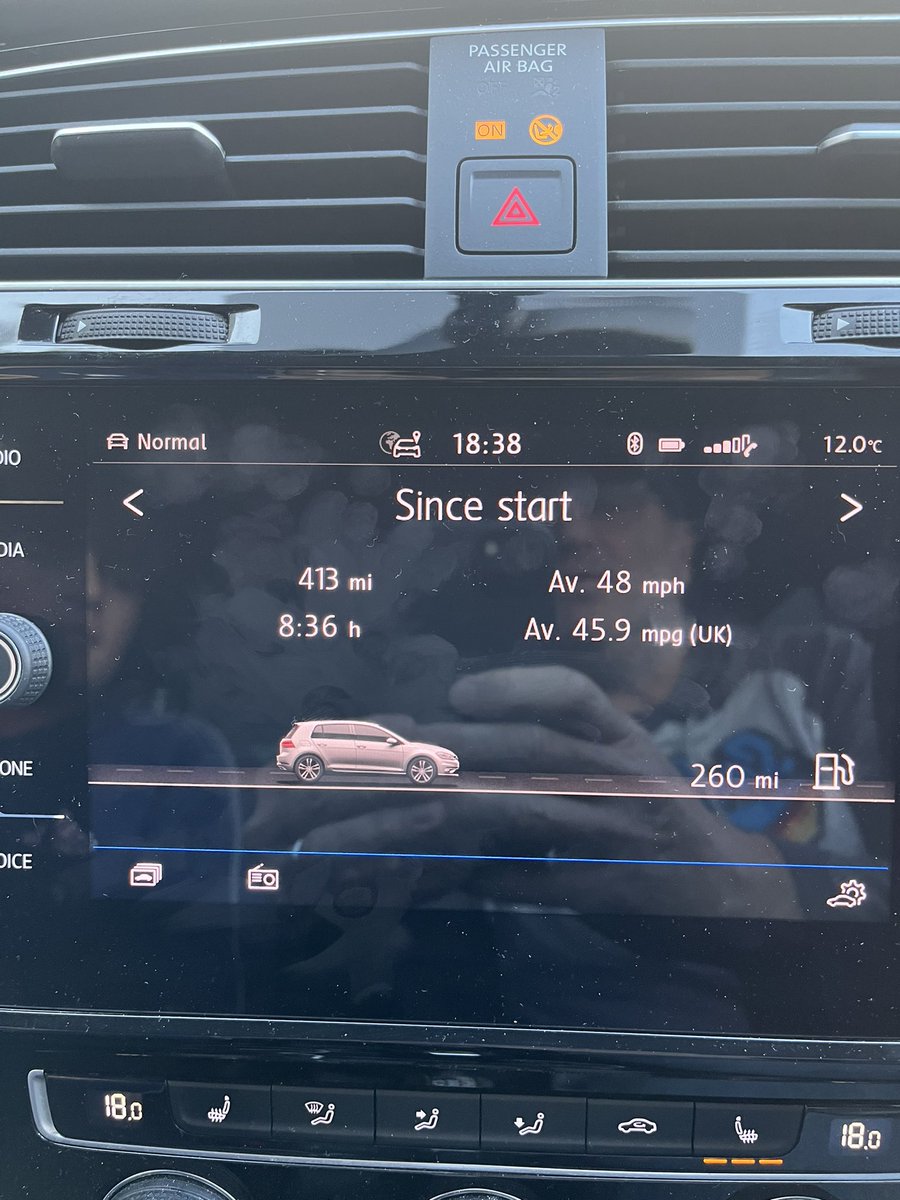 PASSENGER
AIR BAG
ON
DIO
DIA
ONE
OICE
Normal
18:38
12.0°C
Since start
413 mi
Av. 48 mph
8:36 h
Av. 45.9 mpg (UK)
260 mi
18.0
18.0